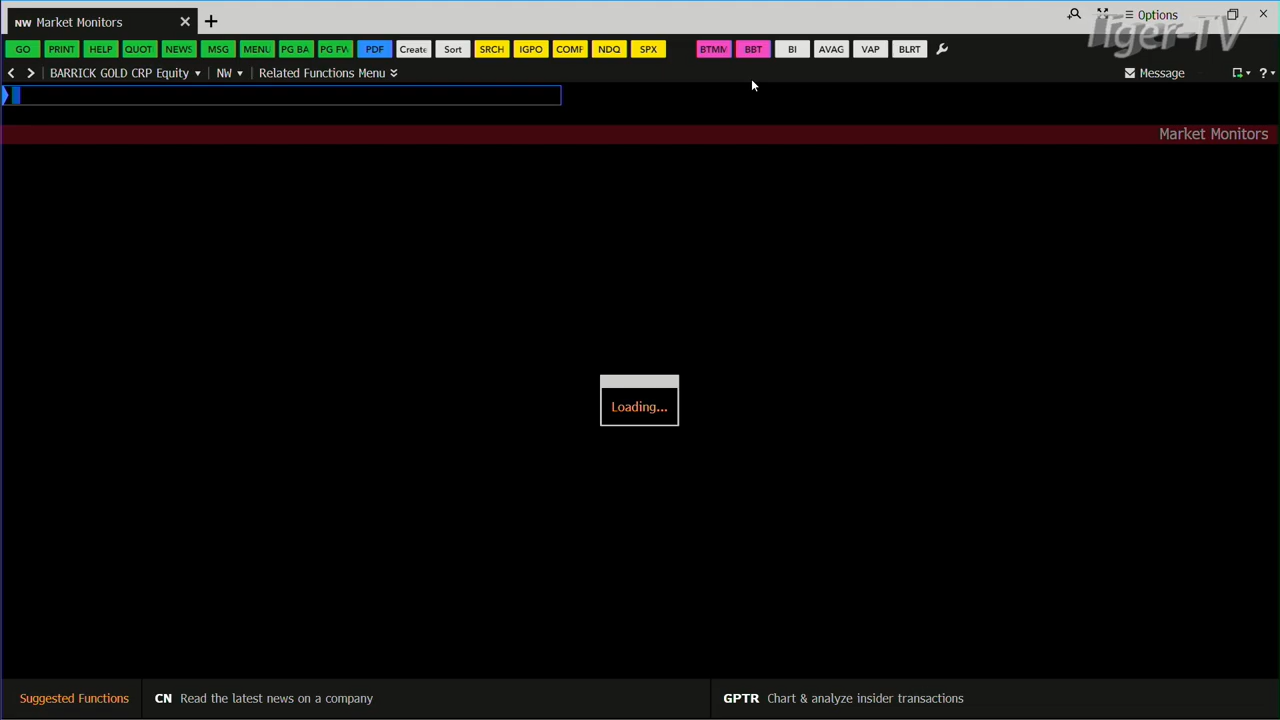 NW Market Monitors
Tiger-TV
Options
GO PRINT HELP QUOT NEWS MSG MENU PG BA PG FW PDF Create Sort SRCH IGPO COMF NDQ SPX BTMM BBT BI AVAG VAP BLRT
BARRICK GOLD CRP Equity NW Related Functions Menu Message ?
Market Monitors
Loading...
Suggested Functions CN Read the latest news on a company GPTR Chart & analyze insider transactions